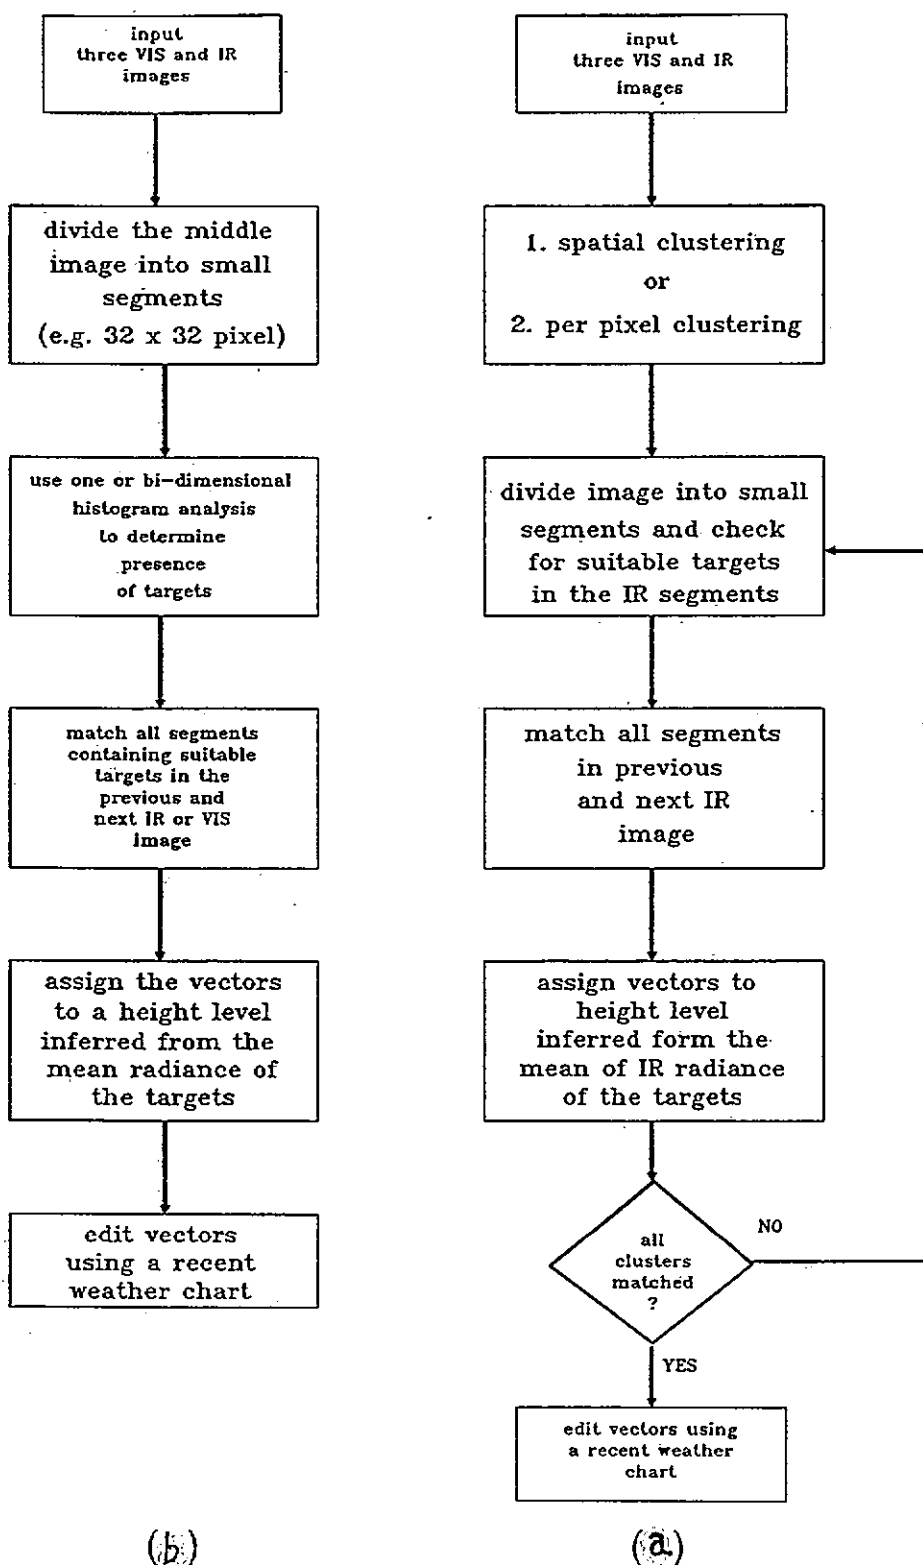 input
three VIS and IR
images
divide the middle
image into small
segments
(e.g. 32 x 32 pixel)
use one or bi-dimensional
histogram analysis
to determine
presence
of targets
match all segments
containing suitable
targets in the
previous and
next IR or VIS
image
assign the vectors
to a height level
inferred from the
mean radiance of
the targets
edit vectors
using a recent
weather chart
(b)
input
three VIS and IR
images
1. spatial clustering
or
2. per pixel clustering
divide image into small
segments and check
for suitable targets
in the IR segments
match all segments
in previous
and next IR
image
assign vectors to
height level
inferred form the
mean of IR radiance
of the targets
all
clusters
matched
?
NO
YES
edit vectors using
a recent weather
chart
(a)